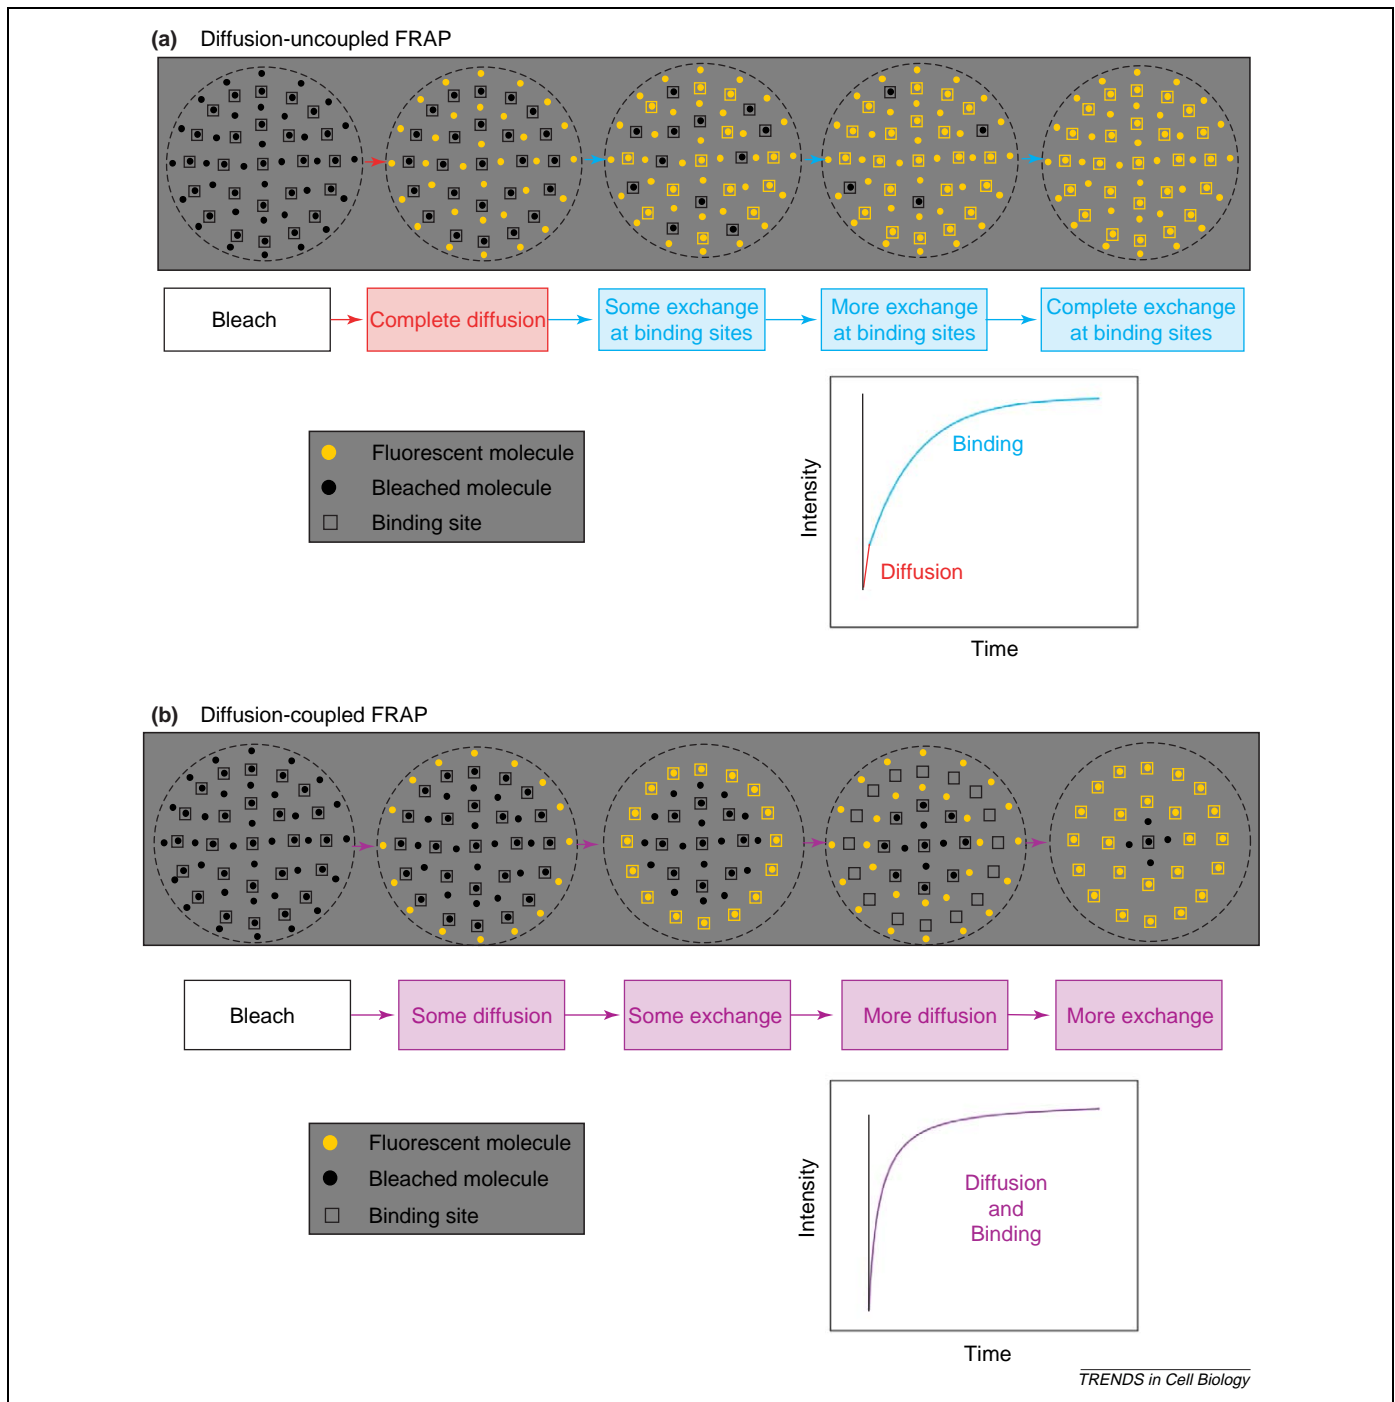 (a) Diffusion-uncoupled FRAP
Bleach
Complete diffusion
Some exchange
at binding sites
More exchange
at binding sites
Complete exchange
at binding sites
Fluorescent molecule
Bleached molecule
Binding site
Intensity
Binding
Diffusion
Time
(b) Diffusion-coupled FRAP
Bleach
Some diffusion
Some exchange
More diffusion
More exchange
Fluorescent molecule
Bleached molecule
Binding site
Intensity
Diffusion
and
Binding
Time
TRENDS in Cell Biology